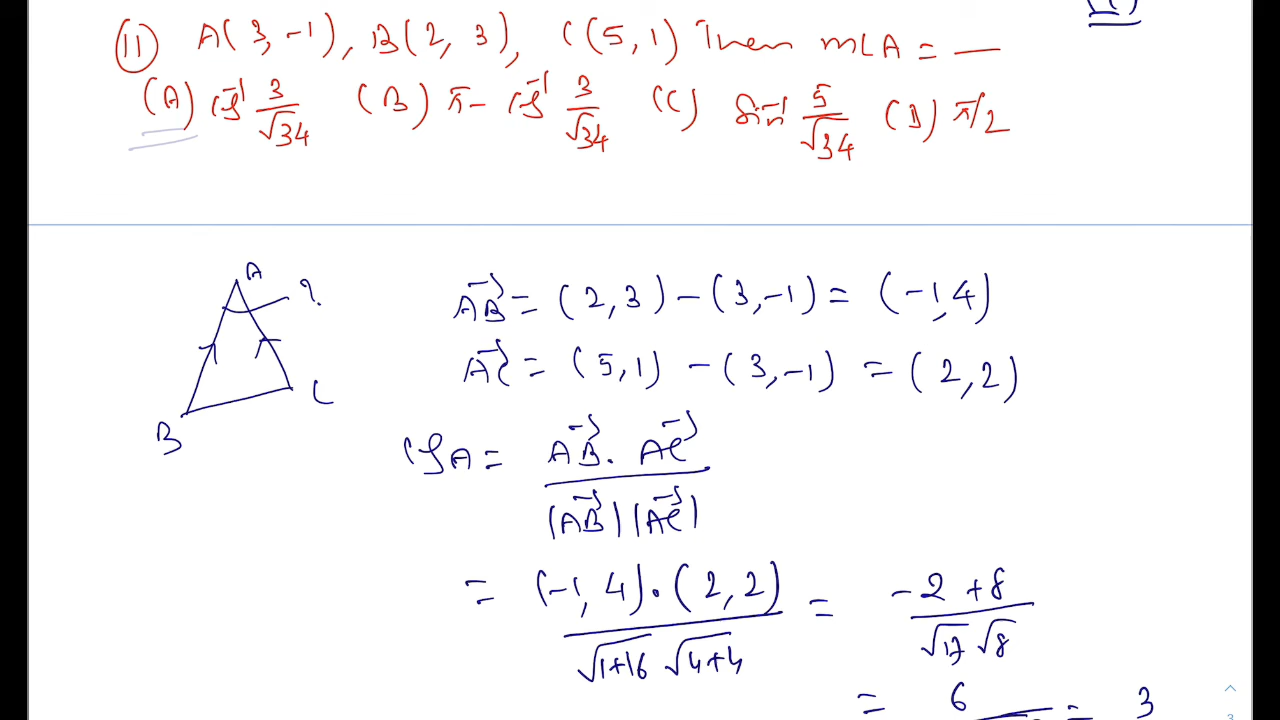 (11) A(3,-1), B(2, 3), C(5,1) Then m∠A = —
(A) cos⁻¹ 3/√34 (B) π- cos⁻¹ 3/√34 (C) Sin⁻¹ 5/√34 (D) π/2
A ?
B C
AB⃗ = (2,3) - (3,-1) = (-1,4)
AC⃗ = (5,1) - (3,-1) = (2,2)
cosA = AB⃗ . AC⃗ / |AB⃗| |AC⃗|
= (-1,4) · (2,2) / √1+16 √4+4 = -2+8 / √17 √8
= 6 = 3
3